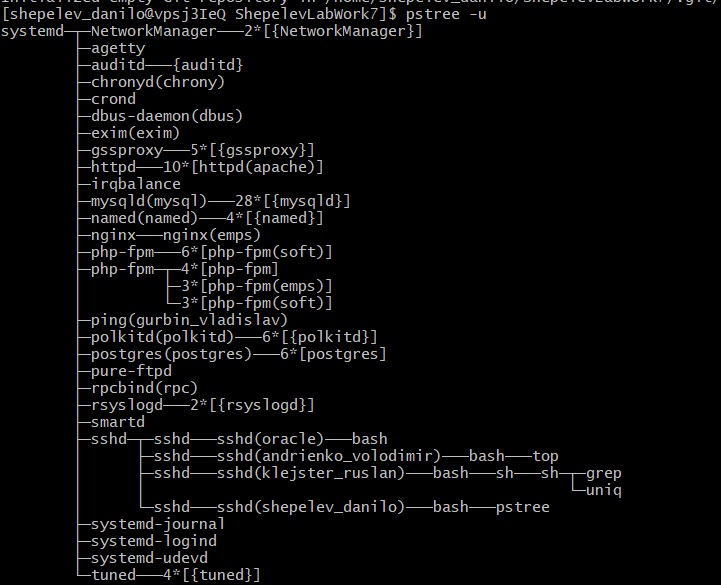 [shepelev_danilo@vpsj3IeQ ShepelevLabWork7]$ pstree -u
systemd─┬─NetworkManager───2*[{NetworkManager}]
        ├─agetty
        ├─auditd───{auditd}
        ├─chronyd(chrony)
        ├─crond
        ├─dbus-daemon(dbus)
        ├─exim(exim)
        ├─gssproxy───5*[{gssproxy}]
        ├─httpd───10*[httpd(apache)]
        ├─irqbalance
        ├─mysqld(mysql)───28*[{mysqld}]
        ├─named(named)───4*[{named}]
        ├─nginx───nginx(emps)
        ├─php-fpm───6*[php-fpm(soft)]
        ├─php-fpm─┬─4*[php-fpm]
        │         ├─3*[php-fpm(emps)]
        │         └─3*[php-fpm(soft)]
        ├─ping(gurbin_vladislav)
        ├─polkitd(polkitd)───6*[{polkitd}]
        ├─postgres(postgres)───6*[postgres]
        ├─pure-ftpd
        ├─rpcbind(rpc)
        ├─rsyslogd───2*[{rsyslogd}]
        ├─smartd
        ├─sshd─┬─sshd───sshd(oracle)───bash
        │      ├─sshd───sshd(andrienko_volodimir)───bash───top
        │      ├─sshd───sshd(klejster_ruslan)───bash───sh───sh─┬─grep
        │      │                                               └─uniq
        │      └─sshd───sshd(shepelev_danilo)───bash───pstree
        ├─systemd-journal
        ├─systemd-logind
        ├─systemd-udevd
        └─tuned───4*[{tuned}]